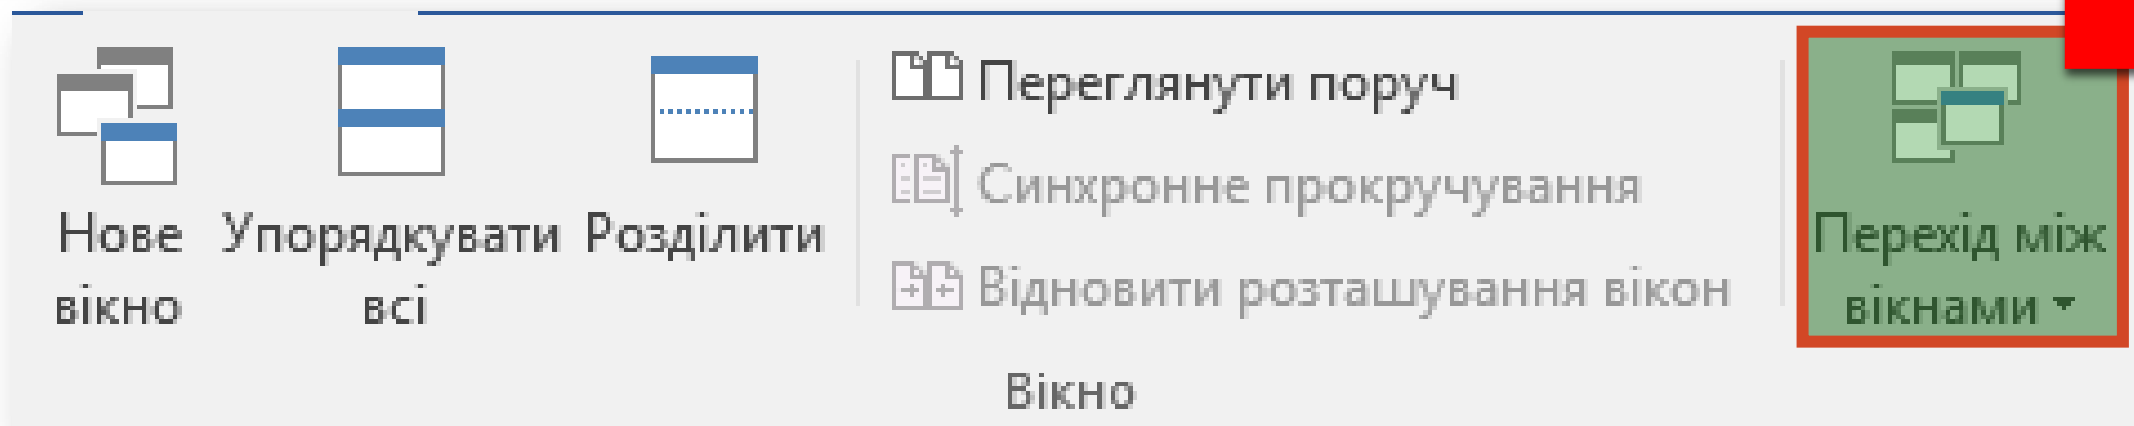 Нове
вікно
Упорядкувати
всі
Розділити
Переглянути поруч
Синхронне прокручування
Відновити розташування вікон
Перехід між
вікнами
Вікно